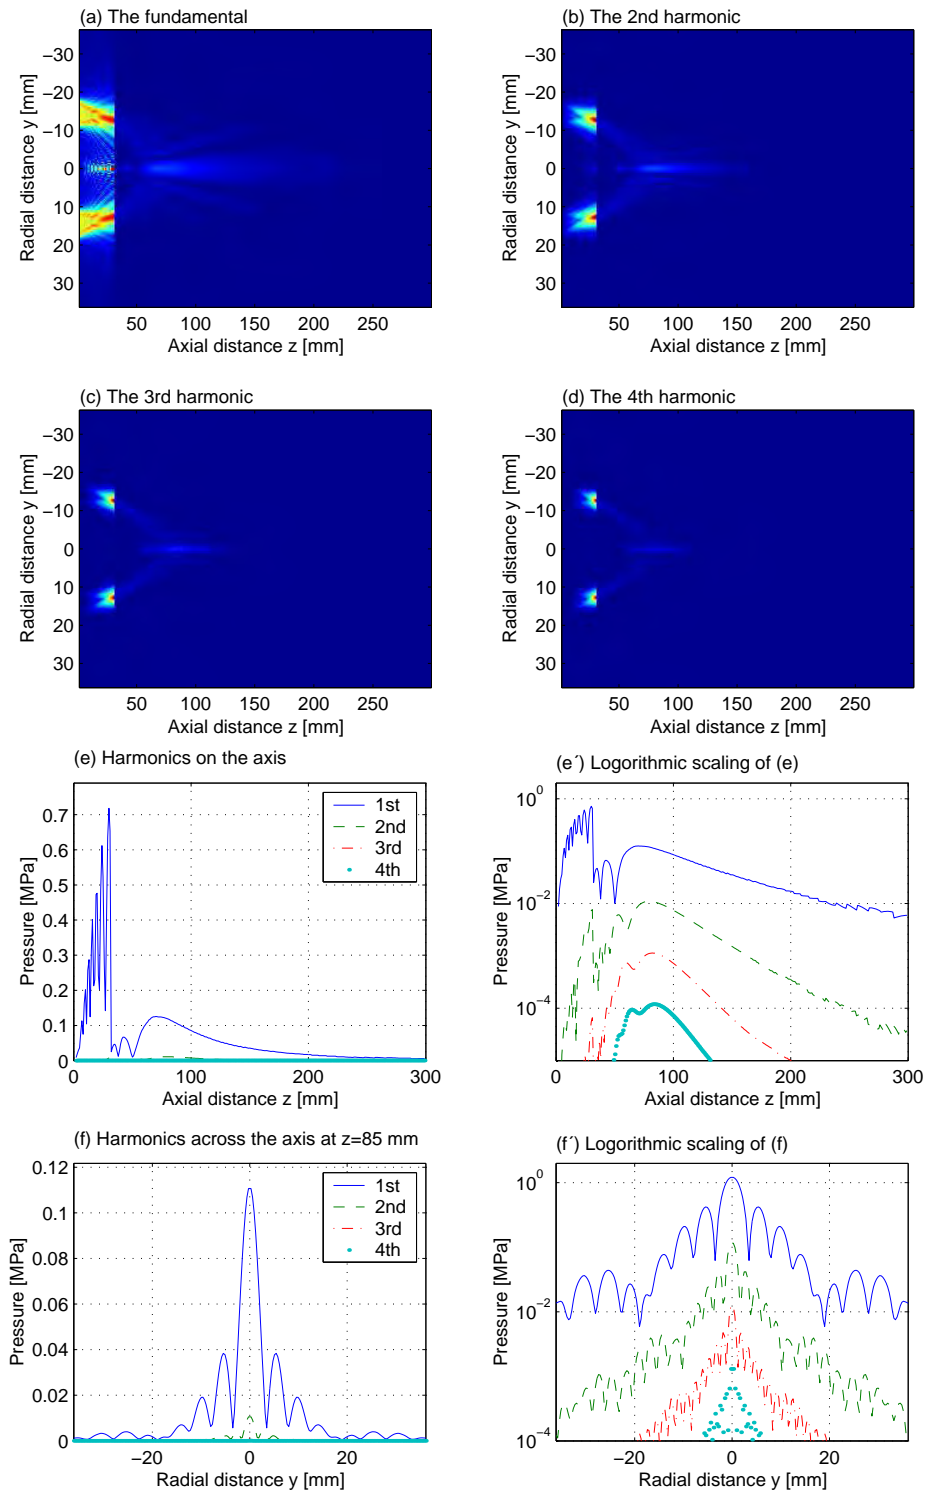 (a) The fundamental
Radial distance y [mm]
−30
−20
−10
0
10
20
30
50 100 150 200 250
Axial distance z [mm]
(b) The 2nd harmonic
Radial distance y [mm]
−30
−20
−10
0
10
20
30
50 100 150 200 250
Axial distance z [mm]
(c) The 3rd harmonic
Radial distance y [mm]
−30
−20
−10
0
10
20
30
50 100 150 200 250
Axial distance z [mm]
(d) The 4th harmonic
Radial distance y [mm]
−30
−20
−10
0
10
20
30
50 100 150 200 250
Axial distance z [mm]
(e) Harmonics on the axis
Pressure [MPa]
0.7
0.6
0.5
0.4
0.3
0.2
0.1
0
1st
2nd
3rd
4th
0 100 200 300
Axial distance z [mm]
(e´) Logorithmic scaling of (e)
Pressure [MPa]
10^0
10^−2
10^−4
0 100 200 300
Axial distance z [mm]
(f) Harmonics across the axis at z=85 mm
Pressure [MPa]
0.12
0.1
0.08
0.06
0.04
0.02
0
1st
2nd
3rd
4th
−20 0 20
Radial distance y [mm]
(f´) Logorithmic scaling of (f)
Pressure [MPa]
10^0
10^−2
10^−4
−20 0 20
Radial distance y [mm]